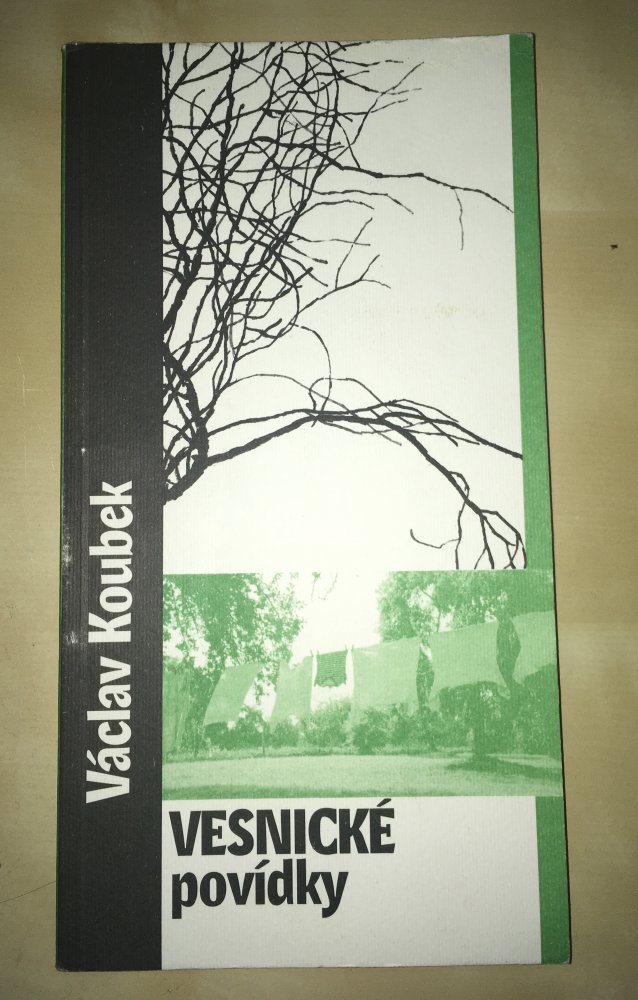 Václav Koubek
VESNICKÉ
povídky